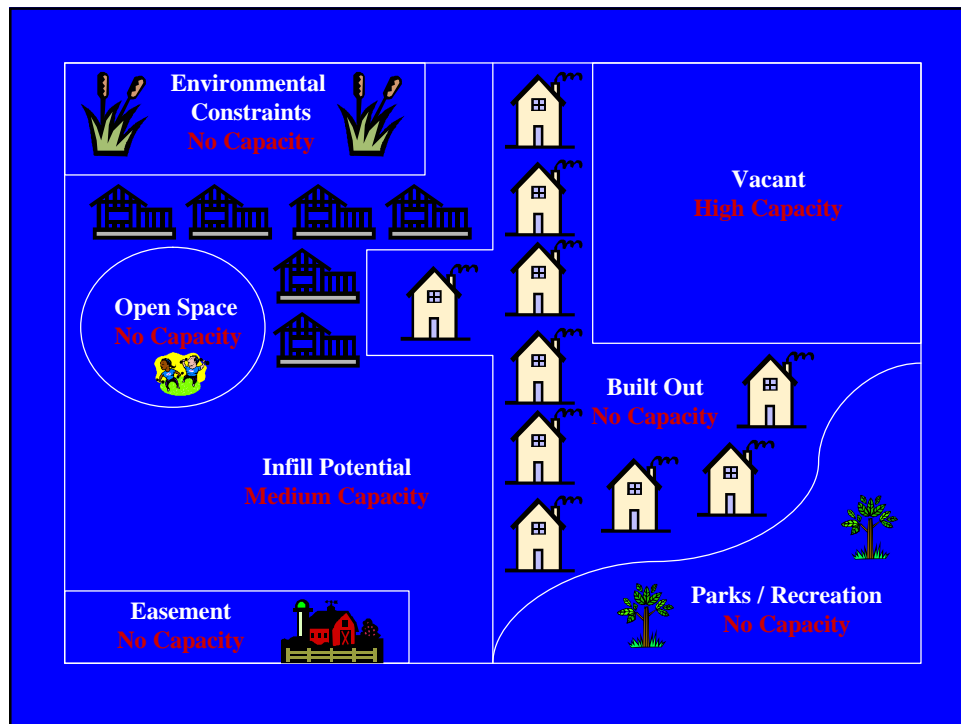 Environmental
Constraints
No Capacity
Vacant
High Capacity
Open Space
No Capacity
Built Out
No Capacity
Infill Potential
Medium Capacity
Easement
No Capacity
Parks / Recreation
No Capacity